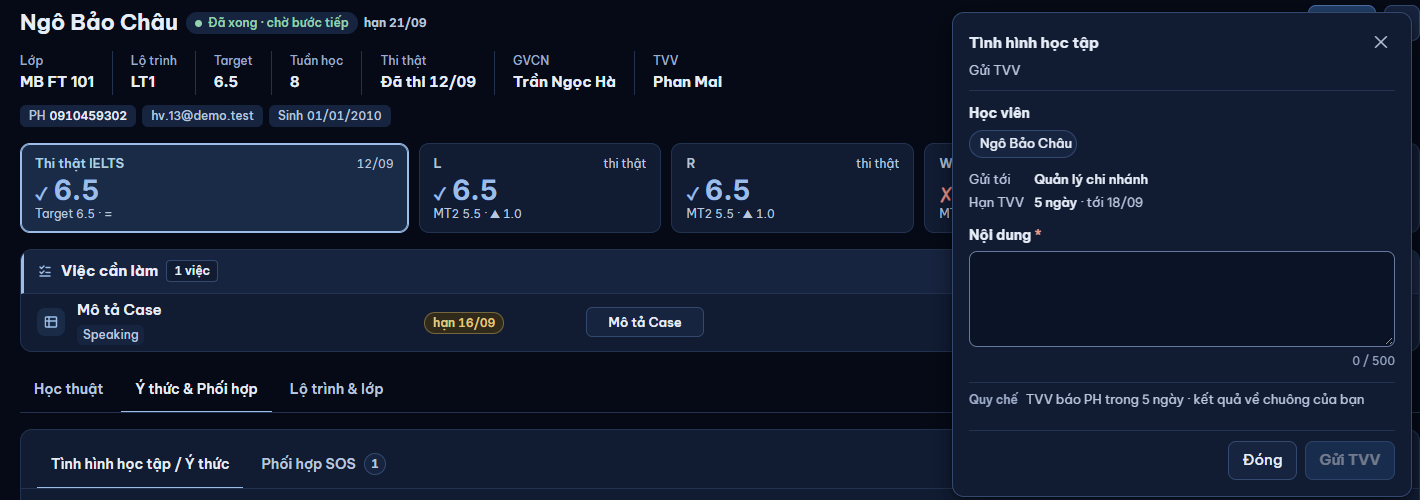 Ngô Bảo Châu
Đã xong · chờ bước tiếp
hạn 21/09
Lớp
MB FT 101
Lộ trình
LT1
Target
6.5
Tuần học
8
Thi thật
Đã thi 12/09
GVCN
Trần Ngọc Hà
TVV
Phan Mai
PH 0910459302
hv.13@demo.test
Sinh 01/01/2010
Thi thật IELTS
12/09
✓ 6.5
Target 6.5 · =
L
thi thật
✓ 6.5
MT2 5.5 · ▲ 1.0
R
thi thật
✓ 6.5
MT2 5.5 · ▲ 1.0
W
✗
Việc cần làm
1 việc
Mô tả Case
Speaking
hạn 16/09
Mô tả Case
Học thuật
Ý thức & Phối hợp
Lộ trình & lớp
Tình hình học tập / Ý thức
Phối hợp SOS
1
Tình hình học tập
Gửi TVV
Học viên
Ngô Bảo Châu
Gửi tới Quản lý chi nhánh
Hạn TVV 5 ngày · tới 18/09
Nội dung *
0 / 500
Quy chế TVV báo PH trong 5 ngày · kết quả về chuông của bạn
Đóng
Gửi TVV